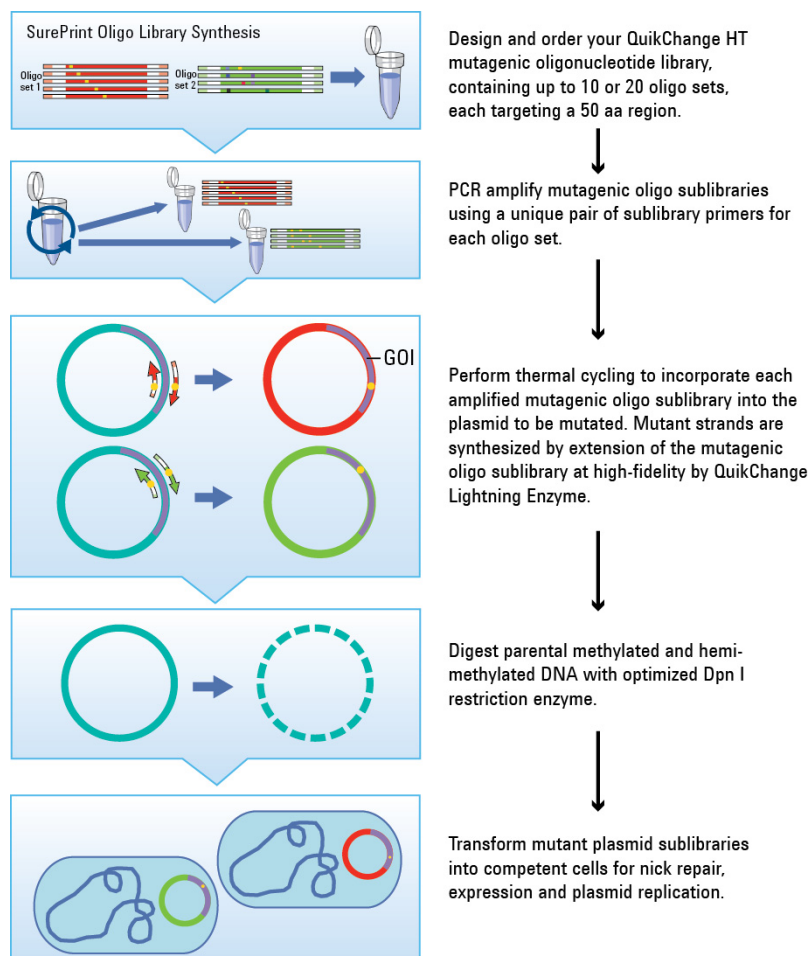 SurePrint Oligo Library Synthesis
Oligo
set 1
Oligo
set 2
Design and order your QuikChange HT
mutagenic oligonucleotide library,
containing up to 10 or 20 oligo sets,
each targeting a 50 aa region.
PCR amplify mutagenic oligo sublibraries
using a unique pair of sublibrary primers for
each oligo set.
GOI
Perform thermal cycling to incorporate each
amplified mutagenic oligo sublibrary into the
plasmid to be mutated. Mutant strands are
synthesized by extension of the mutagenic
oligo sublibrary at high-fidelity by QuikChange
Lightning Enzyme.
Digest parental methylated and hemi-
methylated DNA with optimized Dpn I
restriction enzyme.
Transform mutant plasmid sublibraries
into competent cells for nick repair,
expression and plasmid replication.